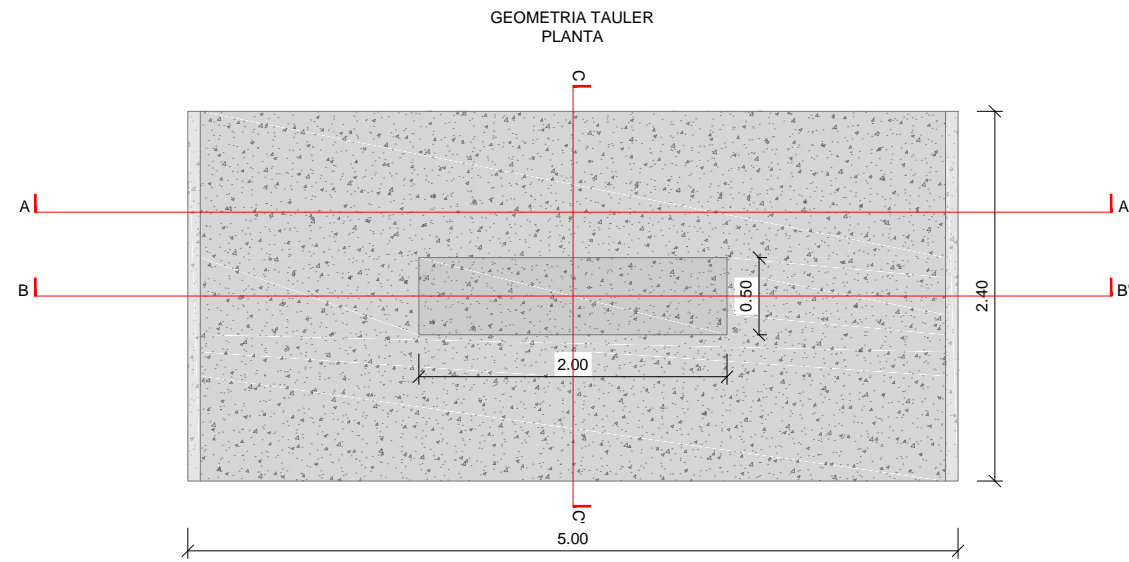 GEOMETRIA TAULER
PLANTA
C
A
A
B
B'
0.50
2.40
2.00
C'
5.00